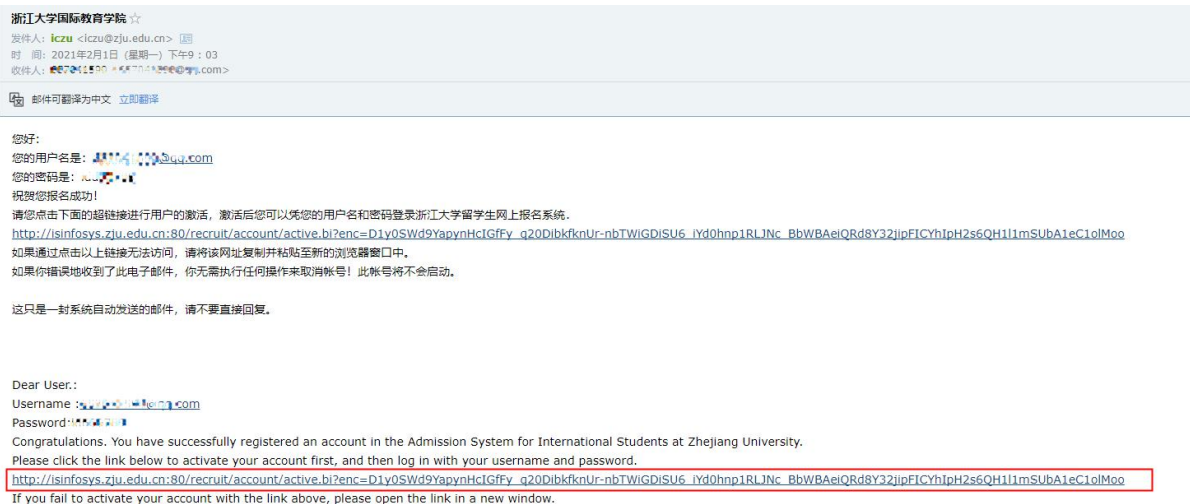 浙江大学国际教育学院
发件人：iczu <iczu@zju.edu.cn>
时 间：2021年2月1日 (星期一) 下午9：03
收件人：.com>
邮件可翻译为中文 立即翻译
您好：
您的用户名是：@qq.com
您的密码是：
祝贺您报名成功！
请您点击下面的超链接进行用户的激活，激活后您可以凭您的用户名和密码登录浙江大学留学生网上报名系统．
http://isinfosys.zju.edu.cn:80/recruit/account/active.bi?enc=D1y0SWd9YapynHcIGfFy_q20DibkfknUr-nbTWiGDiSU6_iYd0hnp1RLJNc_BbWBAeiQRd8Y32jipFICYhIpH2s6QH1l1mSUbA1eC1olMoo
如果通过点击以上链接无法访问，请将该网址复制并粘贴至新的浏览器窗口中。
如果你错误地收到了此电子邮件，你无需执行任何操作来取消帐号！此帐号将不会启动。
这只是一封系统自动发送的邮件，请不要直接回复。
Dear User.:
Username :.com
Password:
Congratulations. You have successfully registered an account in the Admission System for International Students at Zhejiang University.
Please click the link below to activate your account first, and then log in with your username and password.
http://isinfosys.zju.edu.cn:80/recruit/account/active.bi?enc=D1y0SWd9YapynHcIGfFy_q20DibkfknUr-nbTWiGDiSU6_iYd0hnp1RLJNc_BbWBAeiQRd8Y32jipFICYhIpH2s6QH1l1mSUbA1eC1olMoo
If you fail to activate your account with the link above, please open the link in a new window.